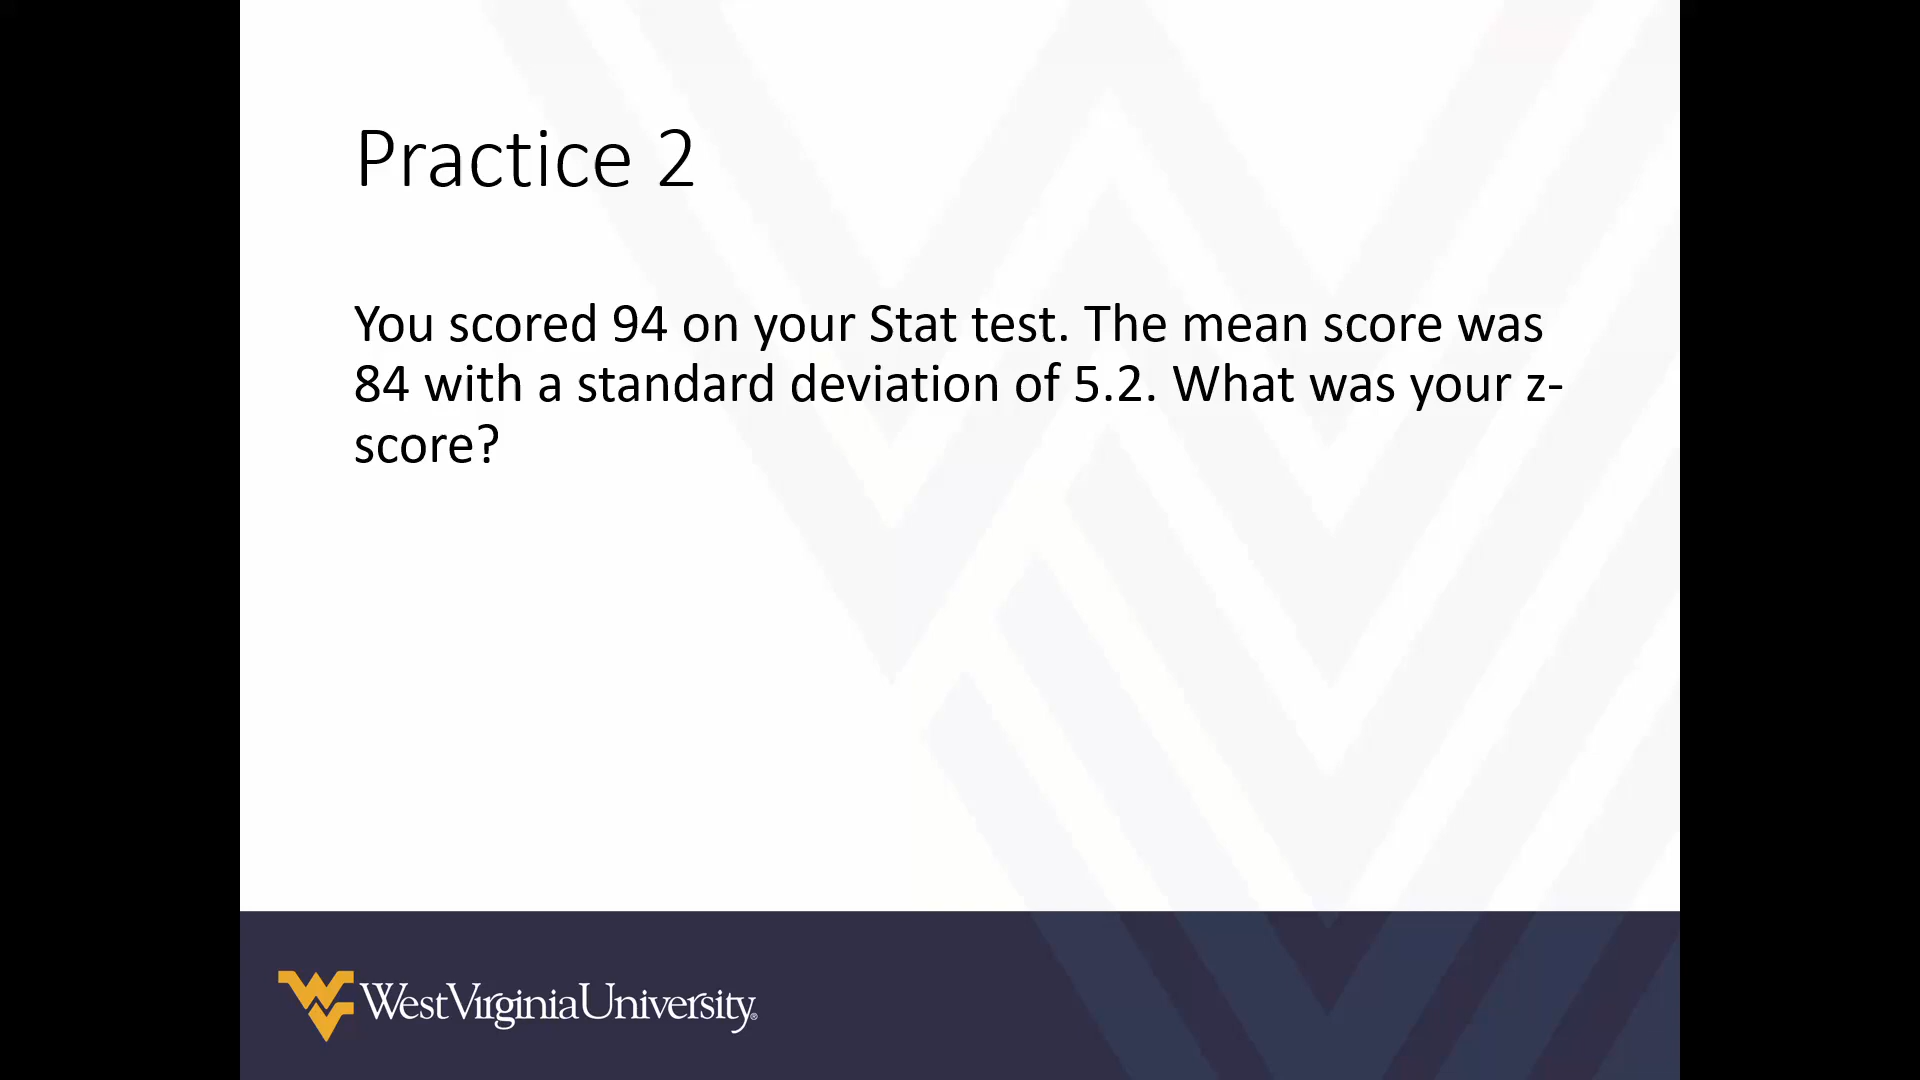 Practice 2
You scored 94 on your Stat test. The mean score was
84 with a standard deviation of 5.2. What was your z-
score?
WestVirginiaUniversity®